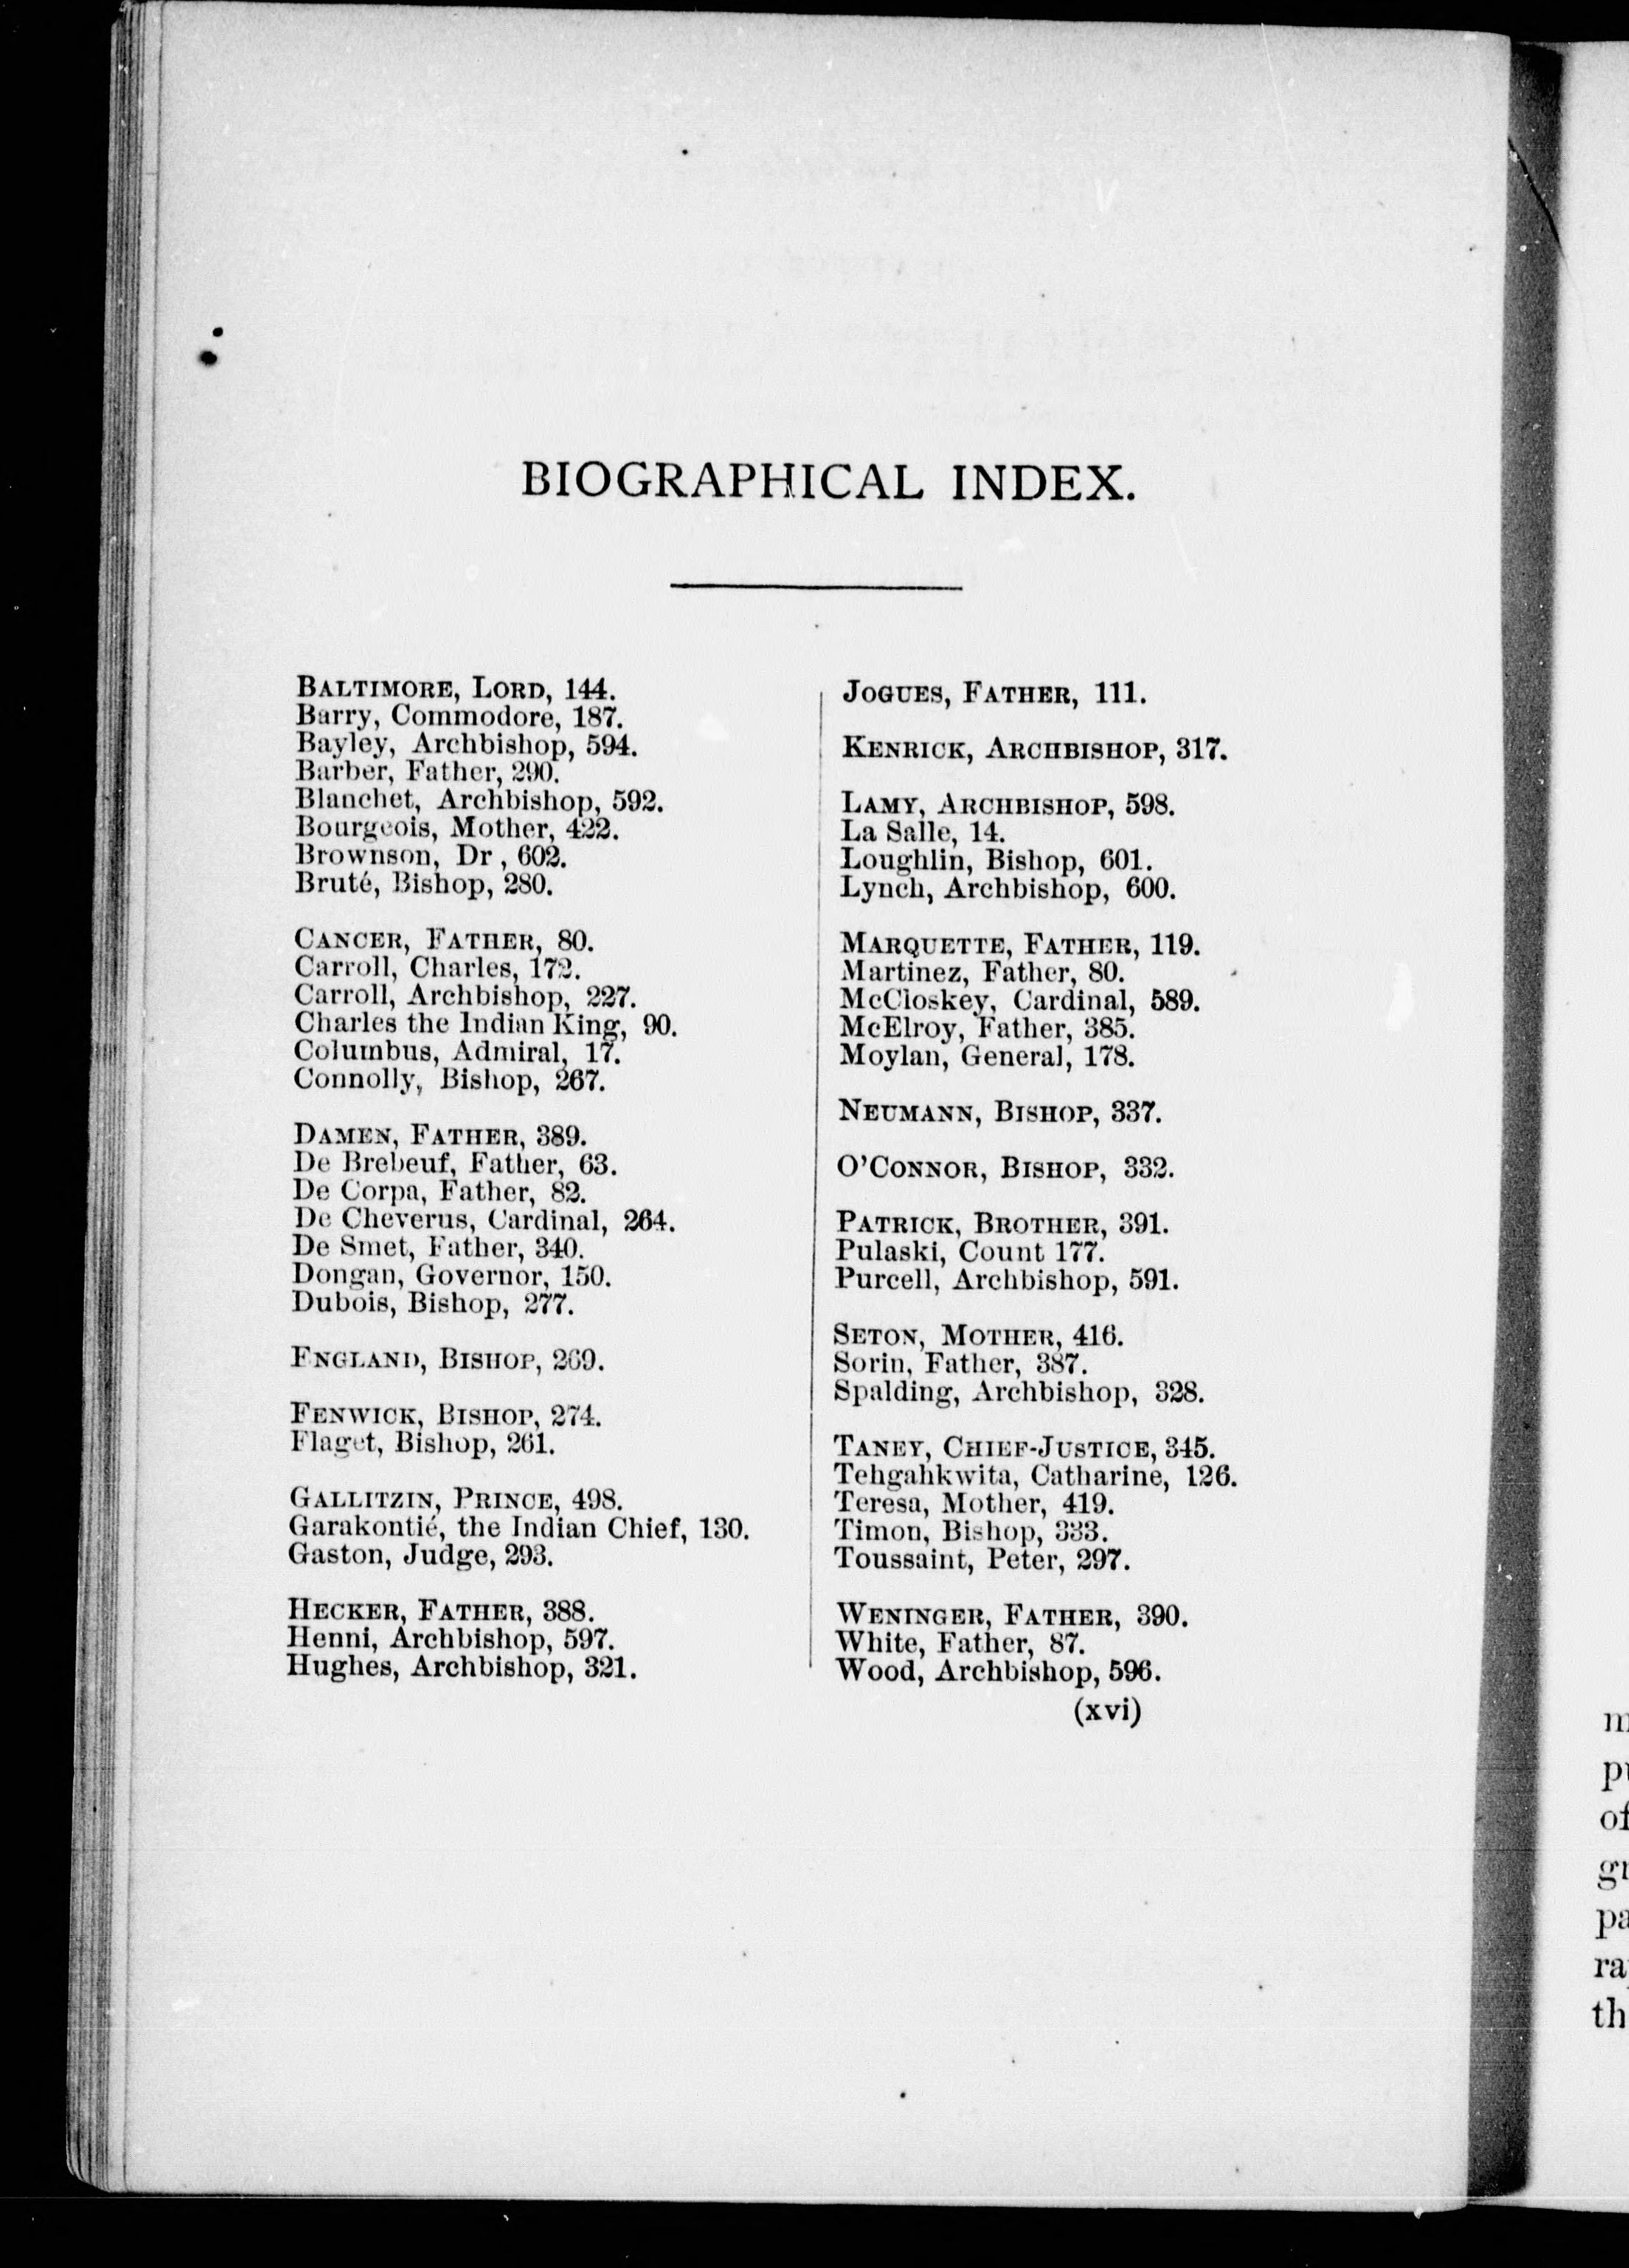 BIOGRAPHICAL INDEX.
BALTIMORE, LORD, 144.
Barry, Commodore, 187.
Bayley, Archbishop, 594.
Barber, Father, 290.
Blanchet, Archbishop, 592.
Bourgeois, Mother, 422.
Brownson, Dr , 602.
Bruté, Bishop, 280.
CANCER, FATHER, 80.
Carroll, Charles, 172.
Carroll, Archbishop, 227.
Charles the Indian King, 90.
Columbus, Admiral, 17.
Connolly, Bishop, 267.
DAMEN, FATHER, 389.
De Brebeuf, Father, 63.
De Corpa, Father, 82.
De Cheverus, Cardinal, 264.
De Smet, Father, 340.
Dongan, Governor, 150.
Dubois, Bishop, 277.
ENGLAND, BISHOP, 269.
FENWICK, BISHOP, 274.
Flaget, Bishop, 261.
GALLITZIN, PRINCE, 498.
Garakontié, the Indian Chief, 130.
Gaston, Judge, 293.
HECKER, FATHER, 388.
Henni, Archbishop, 597.
Hughes, Archbishop, 321.
JOGUES, FATHER, 111.
KENRICK, ARCHBISHOP, 317.
LAMY, ARCHBISHOP, 598.
La Salle, 14.
Loughlin, Bishop, 601.
Lynch, Archbishop, 600.
MARQUETTE, FATHER, 119.
Martinez, Father, 80.
McCloskey, Cardinal, 589.
McElroy, Father, 385.
Moylan, General, 178.
NEUMANN, BISHOP, 337.
O'CONNOR, BISHOP, 332.
PATRICK, BROTHER, 391.
Pulaski, Count 177.
Purcell, Archbishop, 591.
SETON, MOTHER, 416.
Sorin, Father, 387.
Spalding, Archbishop, 328.
TANEY, CHIEF-JUSTICE, 345.
Tehgahkwita, Catharine, 126.
Teresa, Mother, 419.
Timon, Bishop, 333.
Toussaint, Peter, 297.
WENINGER, FATHER, 390.
White, Father, 87.
Wood, Archbishop, 596.
(xvi)